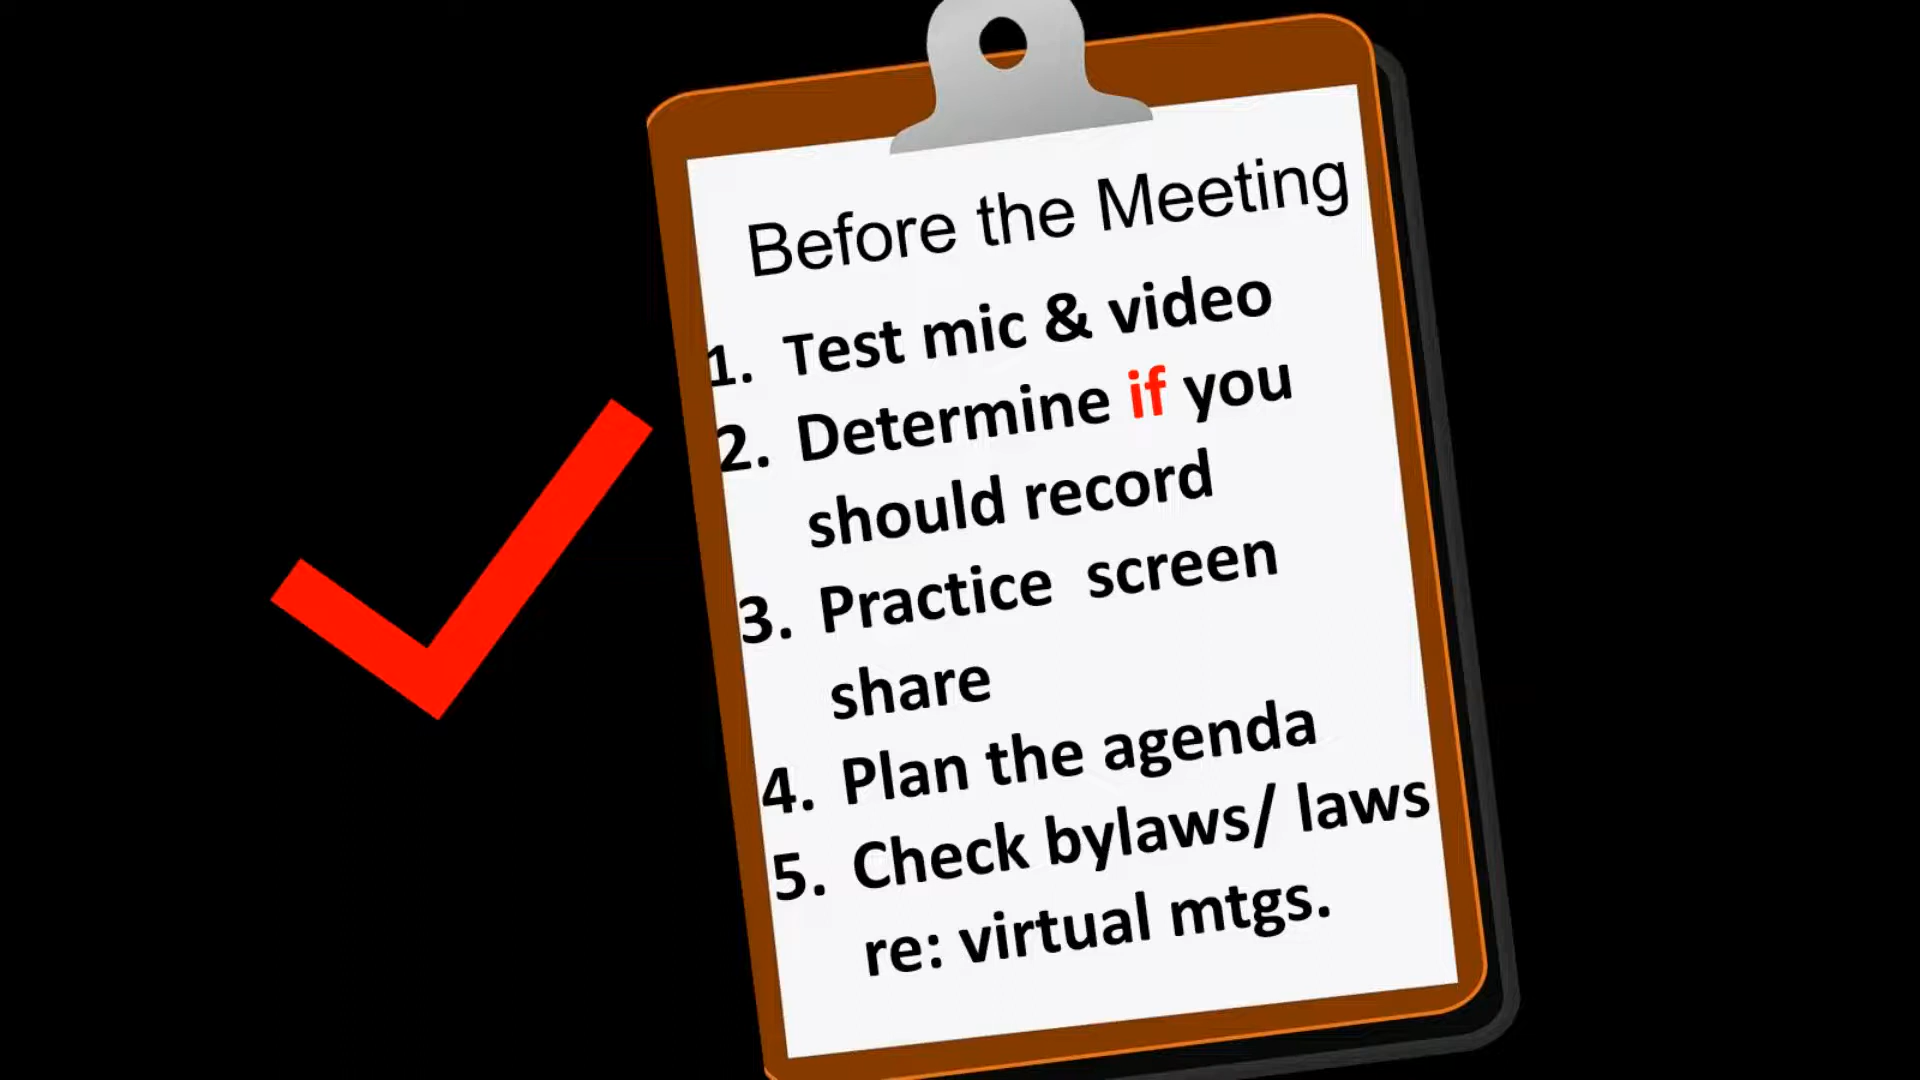 Before the Meeting
1. Test mic & video
2. Determine if you
should record
3. Practice screen
share
4. Plan the agenda
5. Check bylaws/ laws
re: virtual mtgs.